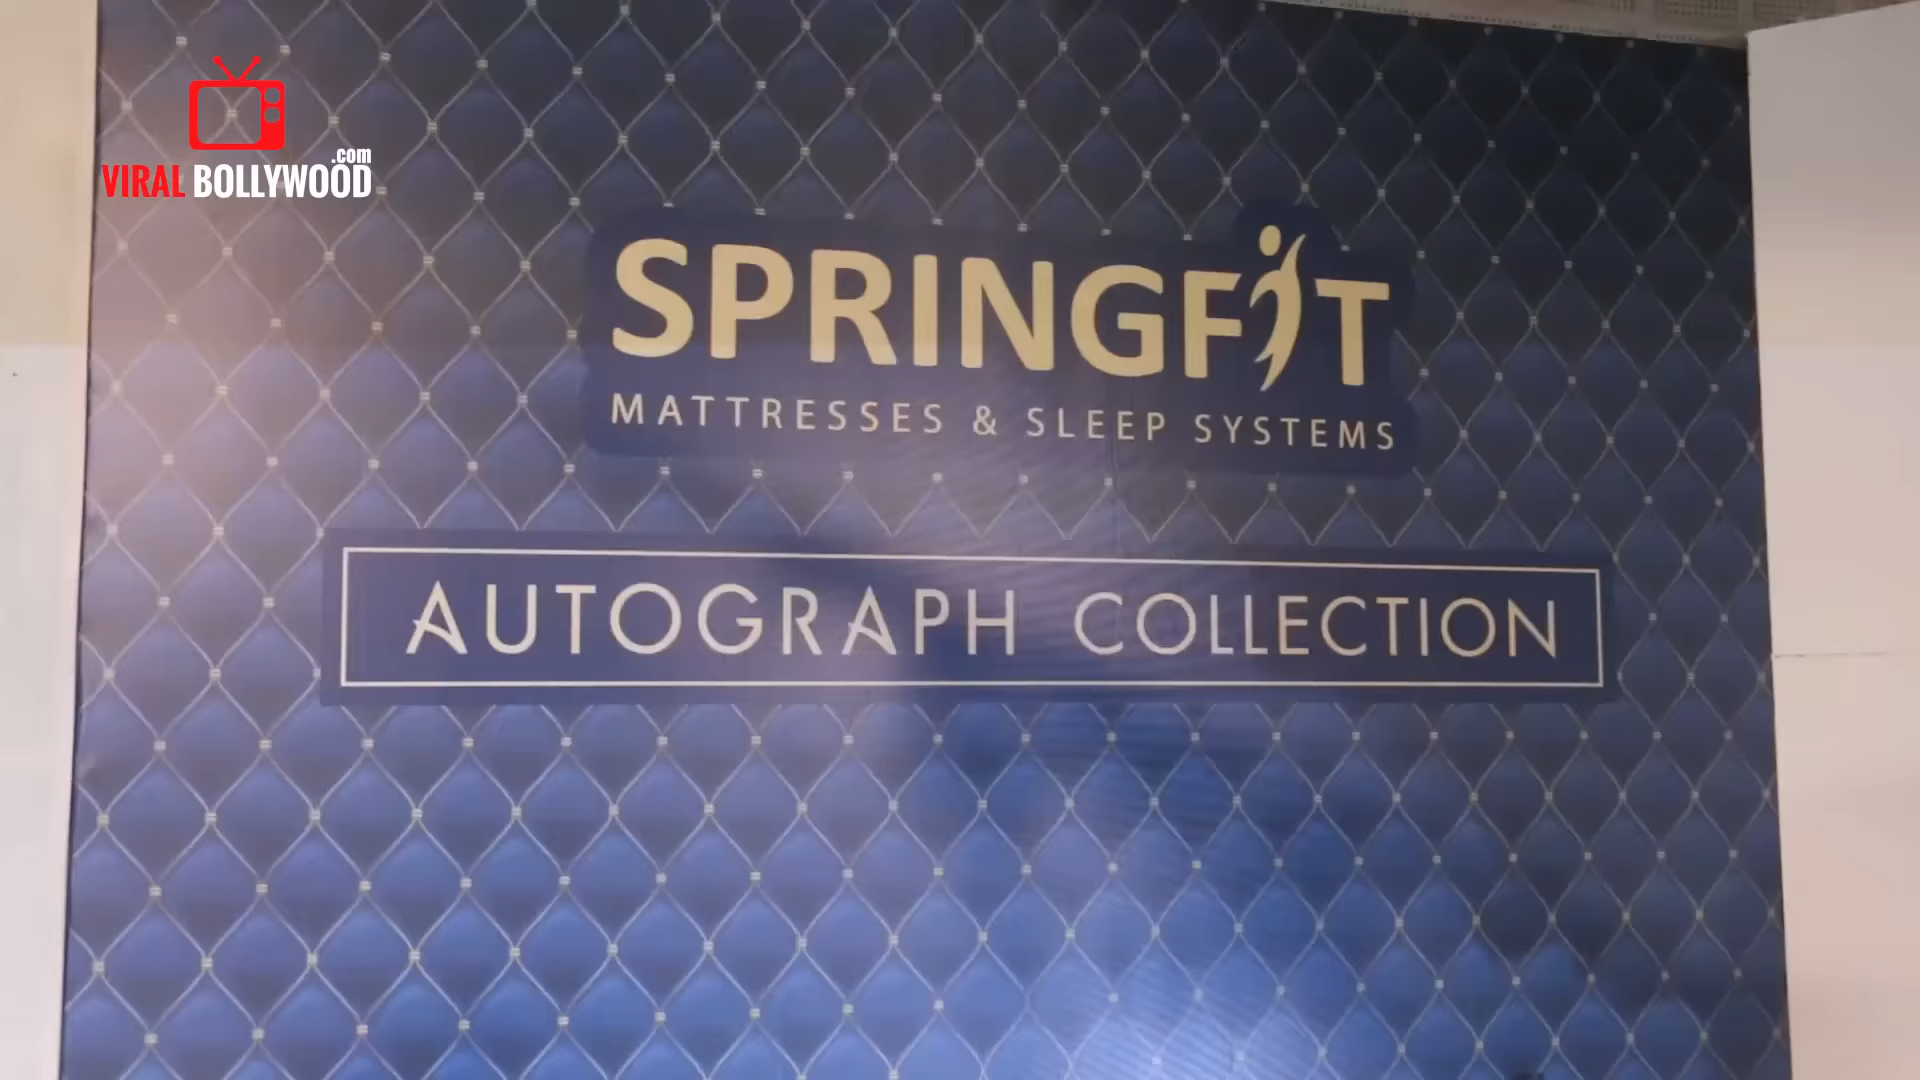 .com
VIRAL BOLLYWOOD
SPRINGFIT
MATTRESSES & SLEEP SYSTEMS
AUTOGRAPH COLLECTION